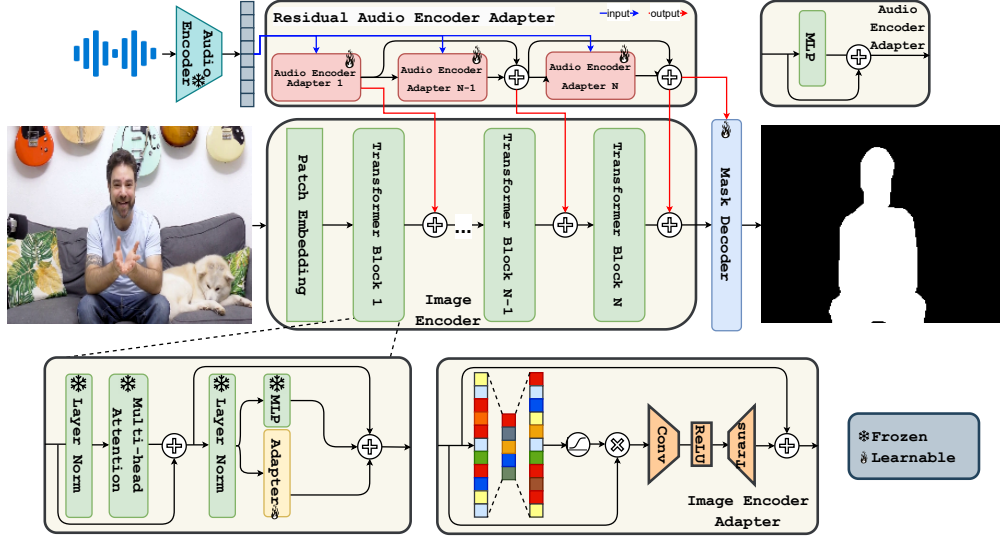 Residual Audio Encoder Adapter
input
output
Audio
Encoder
Audio Encoder
Adapter 1
Audio Encoder
Adapter N-1
Audio Encoder
Adapter N
Audio
Encoder
Adapter
MLP
Patch Embedding
Transformer Block 1
...
Transformer Block N-1
Transformer Block N
Image
Encoder
Mask Decoder
Layer Norm
Multi-head
Attention
Layer Norm
MLP
Adapter
Conv
ReLU
Trans
Image Encoder
Adapter
Frozen
Learnable